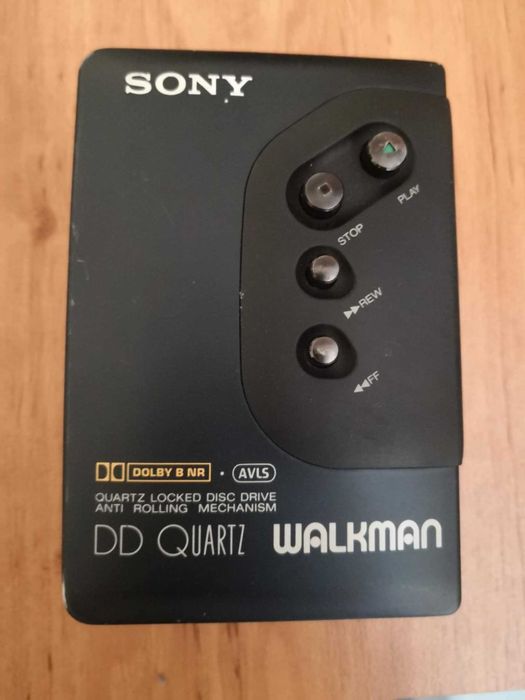 SONY
PLAY
STOP
▶▶REW
◀◀FF
DOLBY B NR · AVLS
QUARTZ LOCKED DISC DRIVE
ANTI ROLLING MECHANISM
DD QUARTZ WALKMAN